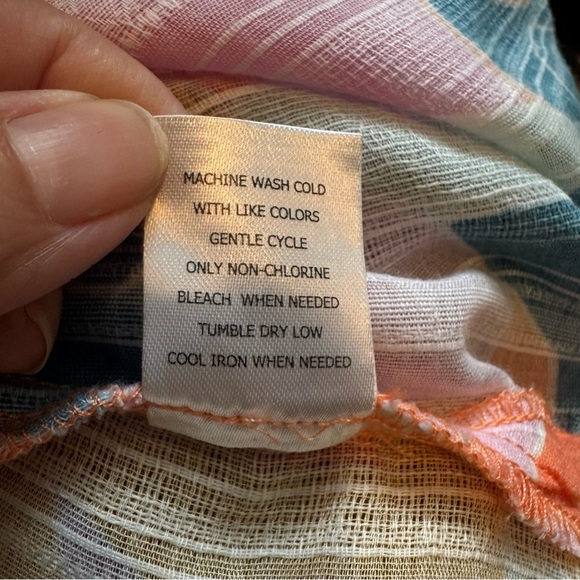 MACHINE WASH COLD
WITH LIKE COLORS
GENTLE CYCLE
ONLY NON-CHLORINE
BLEACH WHEN NEEDED
TUMBLE DRY LOW
COOL IRON WHEN NEEDED